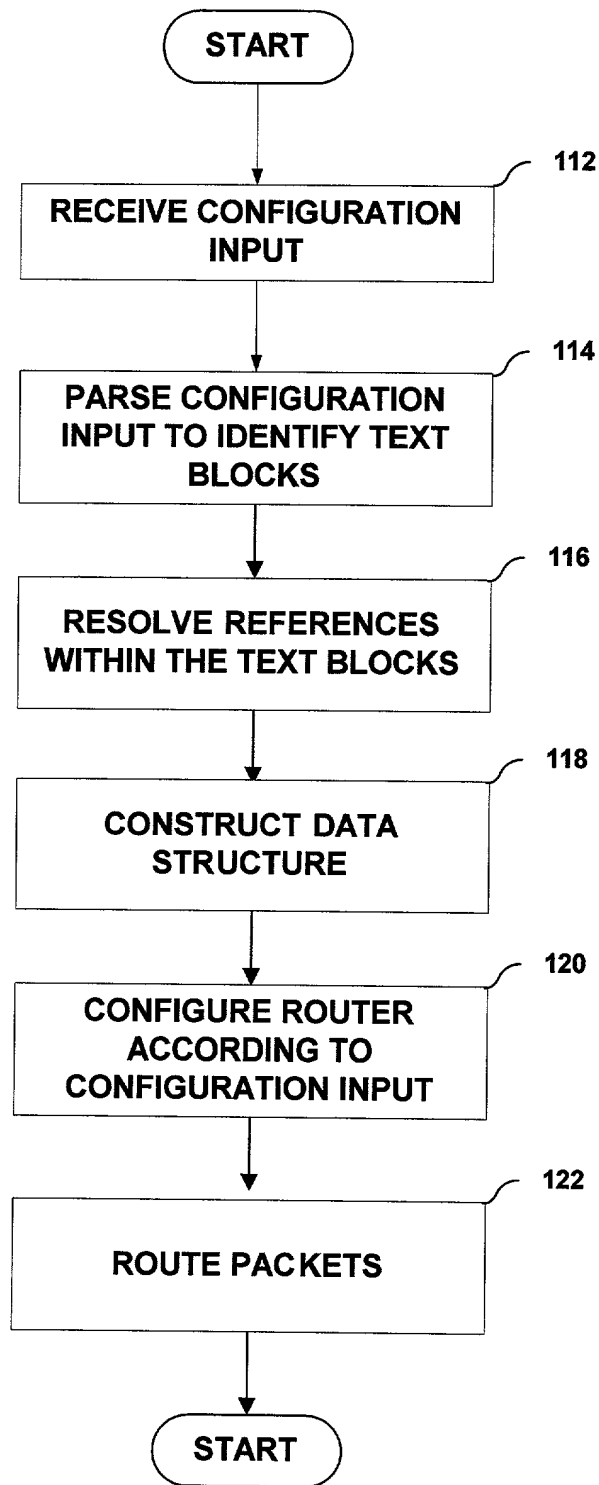 START
112
RECEIVE CONFIGURATION
INPUT
114
PARSE CONFIGURATION
INPUT TO IDENTIFY TEXT
BLOCKS
116
RESOLVE REFERENCES
WITHIN THE TEXT BLOCKS
118
CONSTRUCT DATA
STRUCTURE
120
CONFIGURE ROUTER
ACCORDING TO
CONFIGURATION INPUT
122
ROUTE PACKETS
START